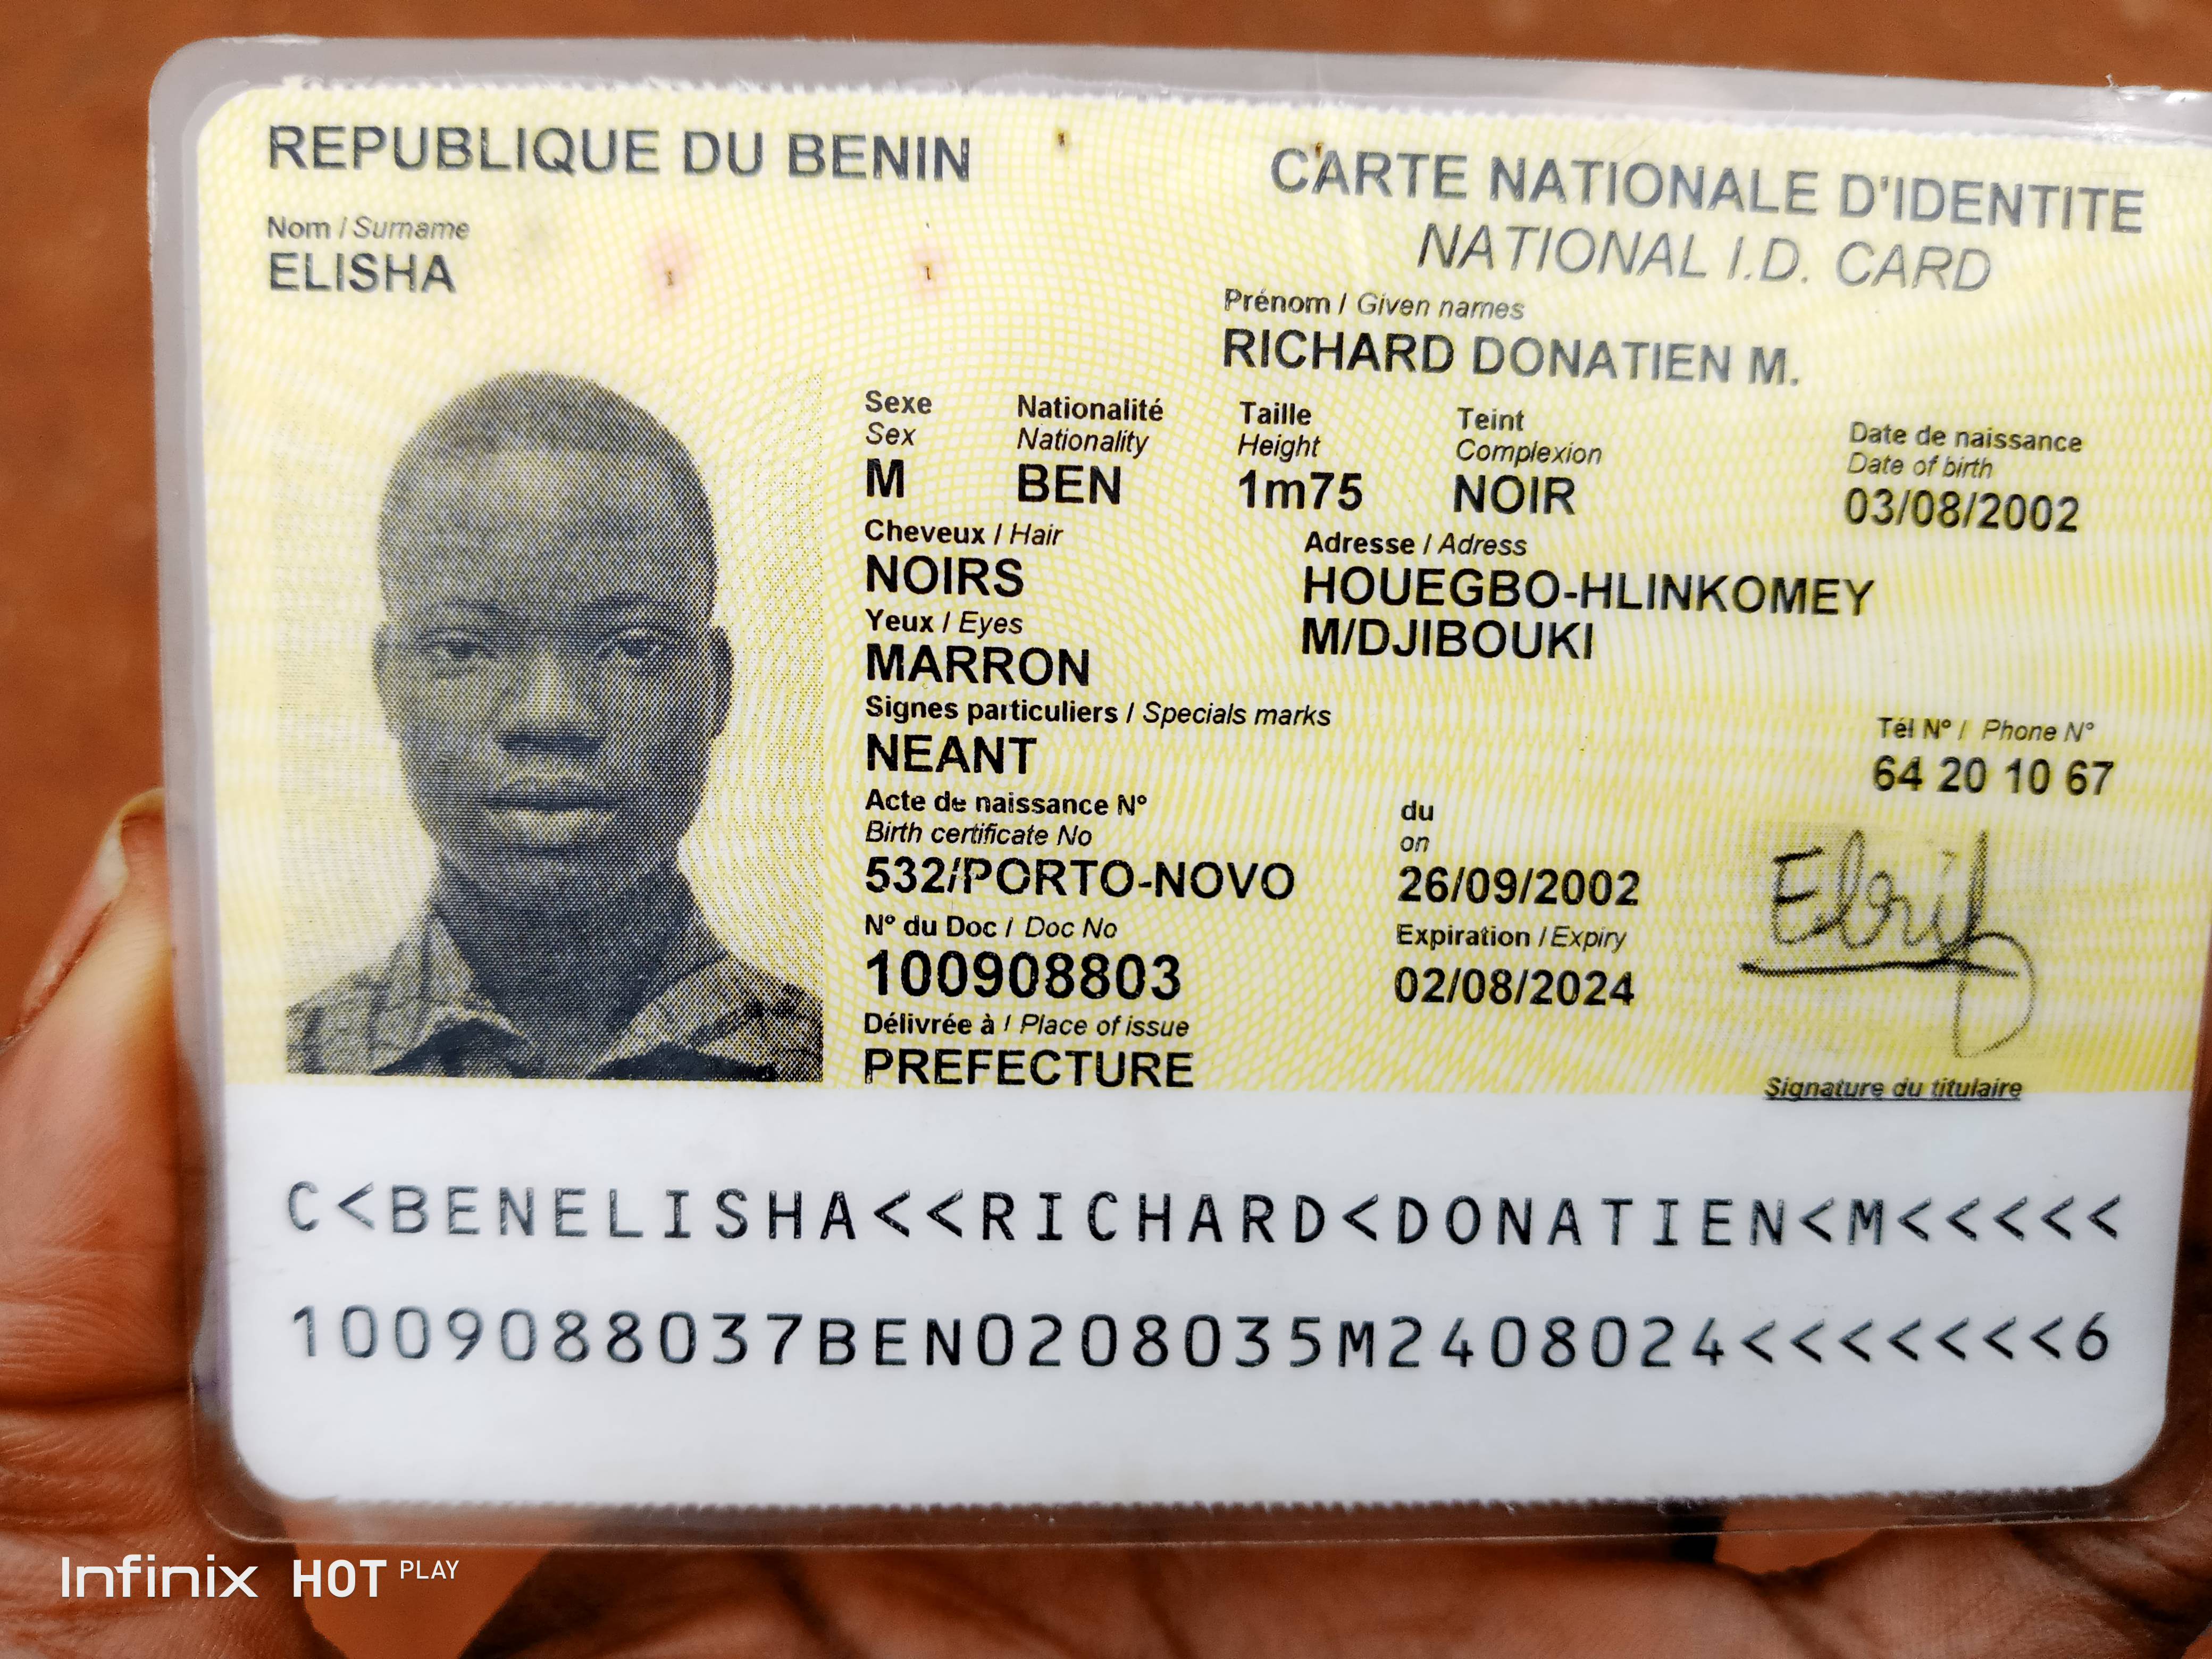 REPUBLIQUE DU BENIN
CARTE NATIONALE D'IDENTITE
NATIONAL I.D. CARD
Nom / Surname
ELISHA
Prénom / Given names
RICHARD DONATIEN M.
Sexe Nationalité Taille Teint Date de naissance
Sex Nationality Height Complexion Date of birth
M BEN 1m75 NOIR 03/08/2002
Cheveux / Hair Adresse / Adress
NOIRS HOUEGBO-HLINKOMEY
Yeux / Eyes M/DJIBOUKI
MARRON
Signes particuliers / Specials marks Tél N° / Phone N°
NEANT 64 20 10 67
Acte de naissance N° du
Birth certificate No on
532/PORTO-NOVO 26/09/2002
N° du Doc / Doc No Expiration / Expiry
100908803 02/08/2024
Délivrée à / Place of issue
PREFECTURE
Signature du titulaire
C<BENELISHA<<RICHARD<DONATIEN<M<<<<<
1009088037BEN0208035M2408024<<<<<<<6
Infinix HOT PLAY